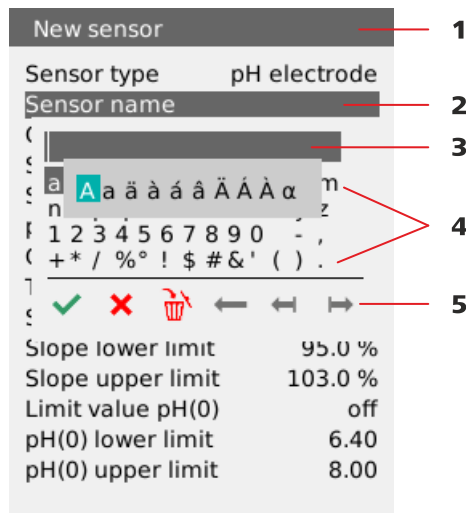 New sensor
1
Sensor type pH electrode
Sensor name
2
3
a
A a ä à á â Ä Á À α
m
n z
1 2 3 4 5 6 7 8 9 0 - ,
+ * / % ° ! $ # & ' ( ) .
4
5
Slope lower limit 95.0 %
Slope upper limit 103.0 %
Limit value pH(0) off
pH(0) lower limit 6.40
pH(0) upper limit 8.00